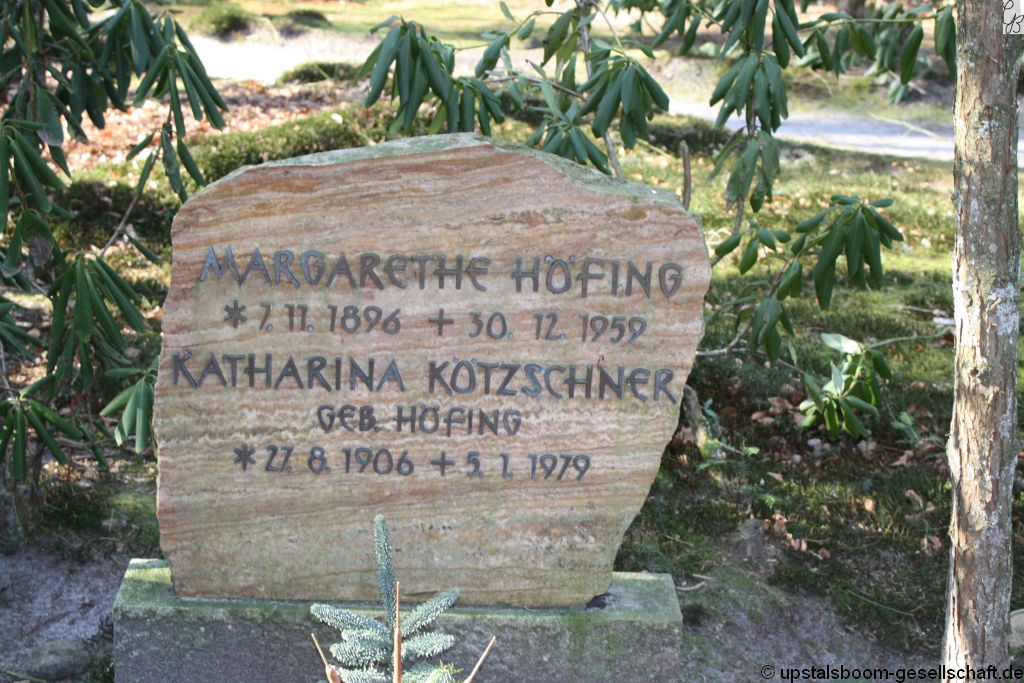 MARGARETHE HÖFING
* 7. 11. 1896 + 30. 12. 1959
KATHARINA KÖTZSCHNER
GEB. HÖFING
* 27. 8. 1906 + 5. 1. 1979
© upstalsboom-gesellschaft.de